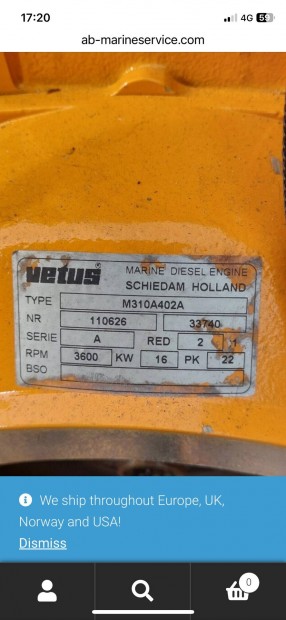 17:20
4G 59
ab-marineservice.com
vetus
MARINE DIESEL ENGINE
SCHIEDAM HOLLAND
TYPE M310A402A
NR 110626 33740
SERIE A RED 2 1
RPM 3600 KW 16 PK 22
BSO
We ship throughout Europe, UK,
Norway and USA!
Dismiss
0